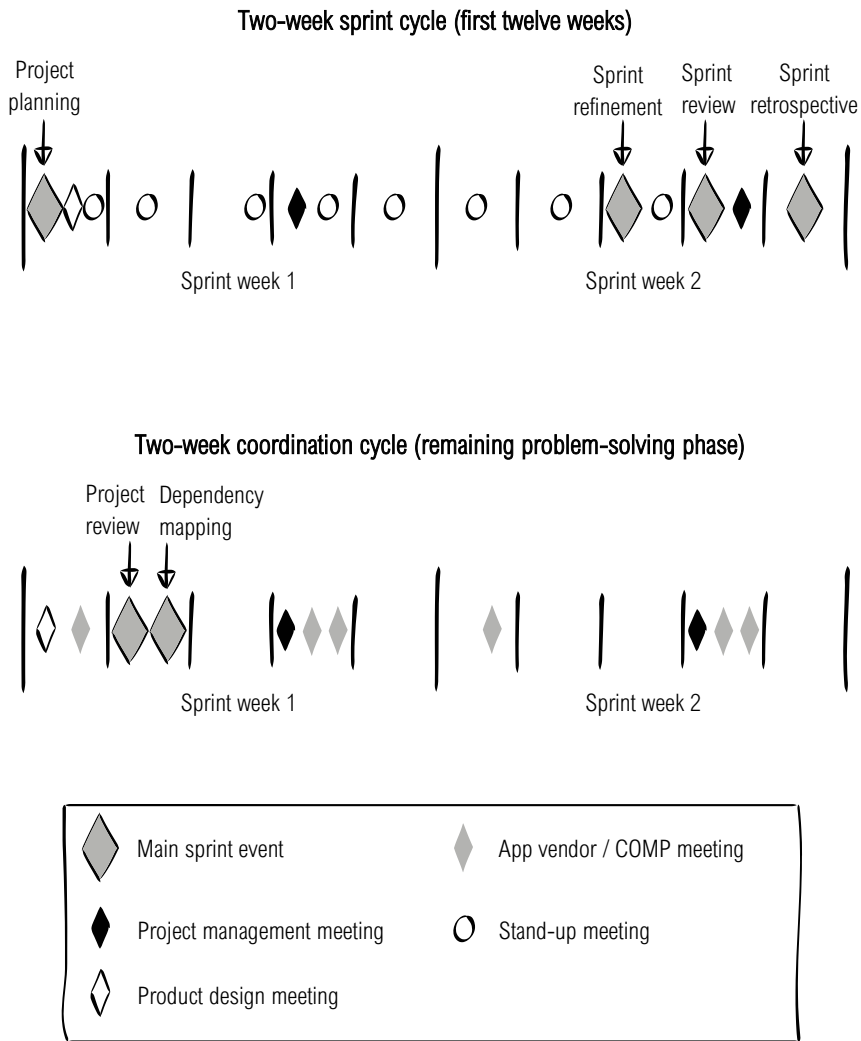 Two-week sprint cycle (first twelve weeks)
Project
planning
Sprint
refinement
Sprint
review
Sprint
retrospective
Sprint week 1
Sprint week 2
Two-week coordination cycle (remaining problem-solving phase)
Project
review
Dependency
mapping
Sprint week 1
Sprint week 2
Main sprint event
App vendor / COMP meeting
Project management meeting
Stand-up meeting
Product design meeting